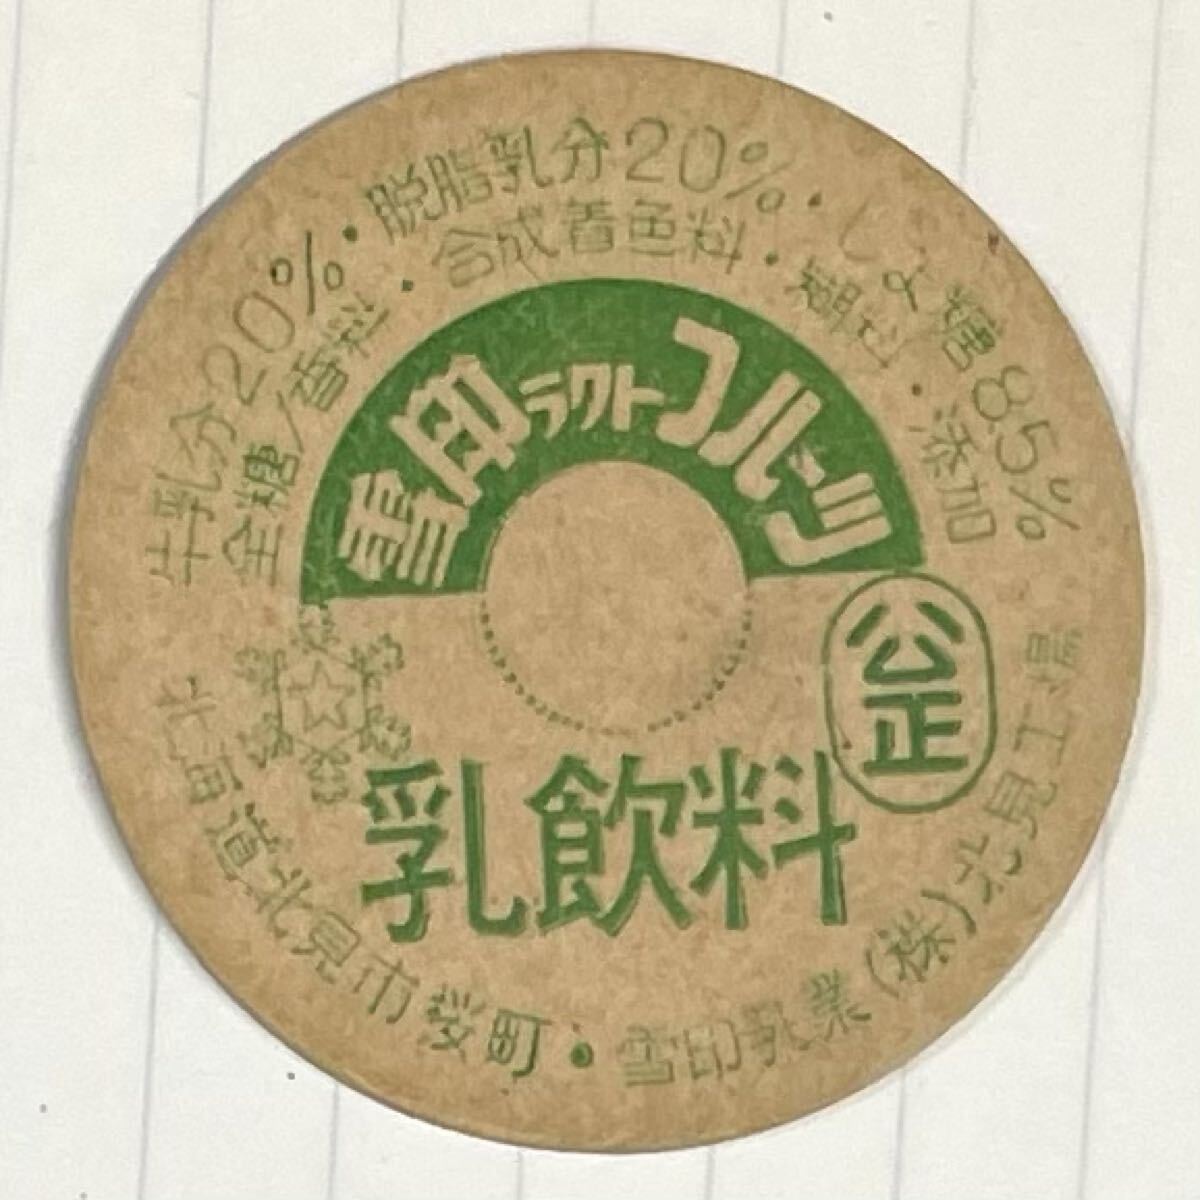 牛乳分20%・脱脂乳分20%・しょ糖85%
全糖/香料・合成着色料・糊料・添加
雪印ラクトフルーツ
公正
乳飲料
北海道北見市桜町・雪印乳業(株)北見工場